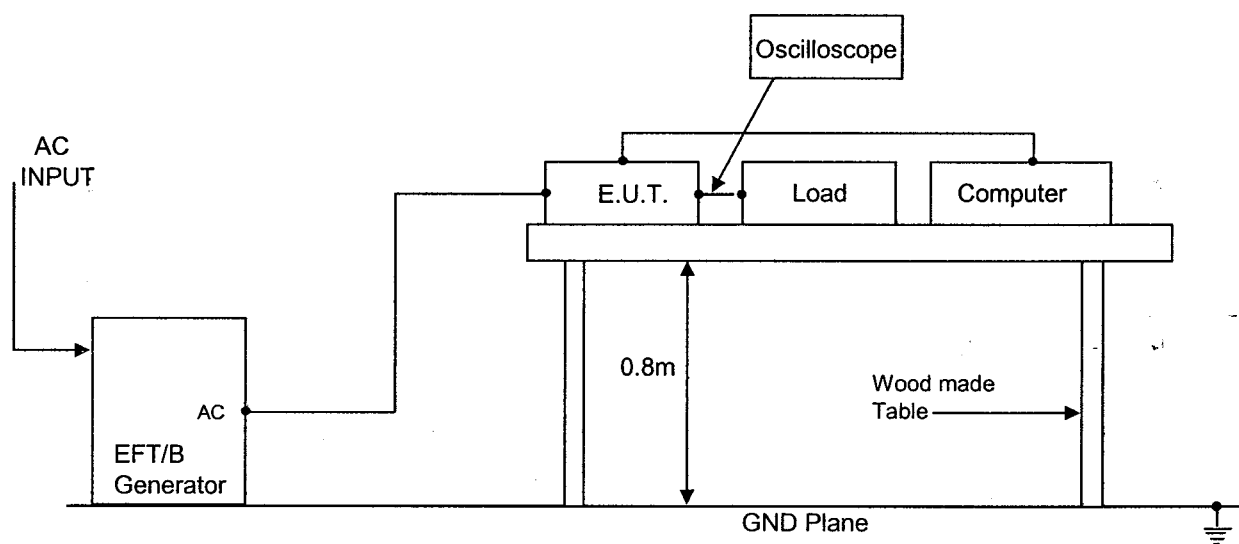 Oscilloscope
AC
INPUT
E.U.T.
Load
Computer
0.8m
Wood made
Table
AC
EFT/B
Generator
GND Plane